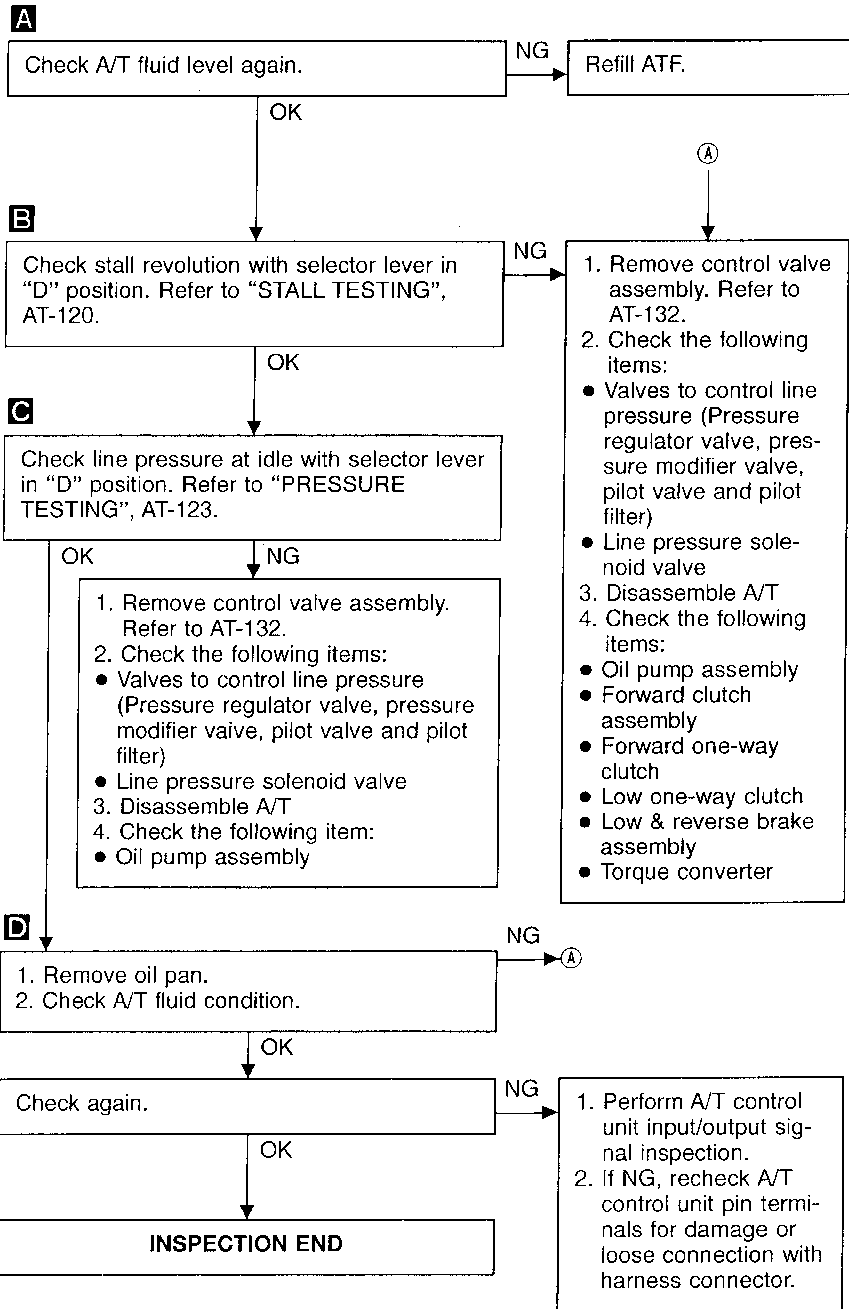 A
Check A/T fluid level again.
NG
Refill ATF.
OK
Ⓐ
B
Check stall revolution with selector lever in
“D” position. Refer to “STALL TESTING”,
AT-120.
NG
1. Remove control valve
assembly. Refer to
AT-132.
2. Check the following
items:
● Valves to control line
pressure (Pressure
regulator valve, pres-
sure modifier valve,
pilot valve and pilot
filter)
● Line pressure sole-
noid valve
3. Disassemble A/T
4. Check the following
items:
● Oil pump assembly
● Forward clutch
assembly
● Forward one-way
clutch
● Low one-way clutch
● Low & reverse brake
assembly
● Torque converter
OK
C
Check line pressure at idle with selector lever
in “D” position. Refer to “PRESSURE
TESTING”, AT-123.
OK
NG
1. Remove control valve assembly.
Refer to AT-132.
2. Check the following items:
● Valves to control line pressure
(Pressure regulator valve, pressure
modifier valve, pilot valve and pilot
filter)
● Line pressure solenoid valve
3. Disassemble A/T
4. Check the following item:
● Oil pump assembly
D
1. Remove oil pan.
2. Check A/T fluid condition.
NG
Ⓐ
OK
Check again.
NG
1. Perform A/T control
unit input/output sig-
nal inspection.
2. If NG, recheck A/T
control unit pin termi-
nals for damage or
loose connection with
harness connector.
OK
INSPECTION END